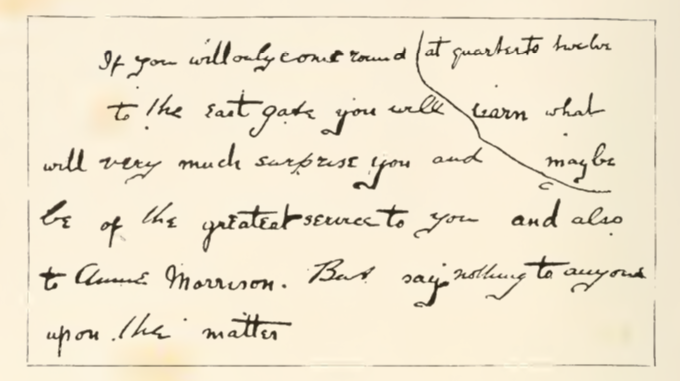 If you will only come round at quarter to twelve
to the east gate you will learn what
will very much surprise you and maybe
be of the greatest service to you and also
to Annie Morrison. But say nothing to anyone
upon the matter